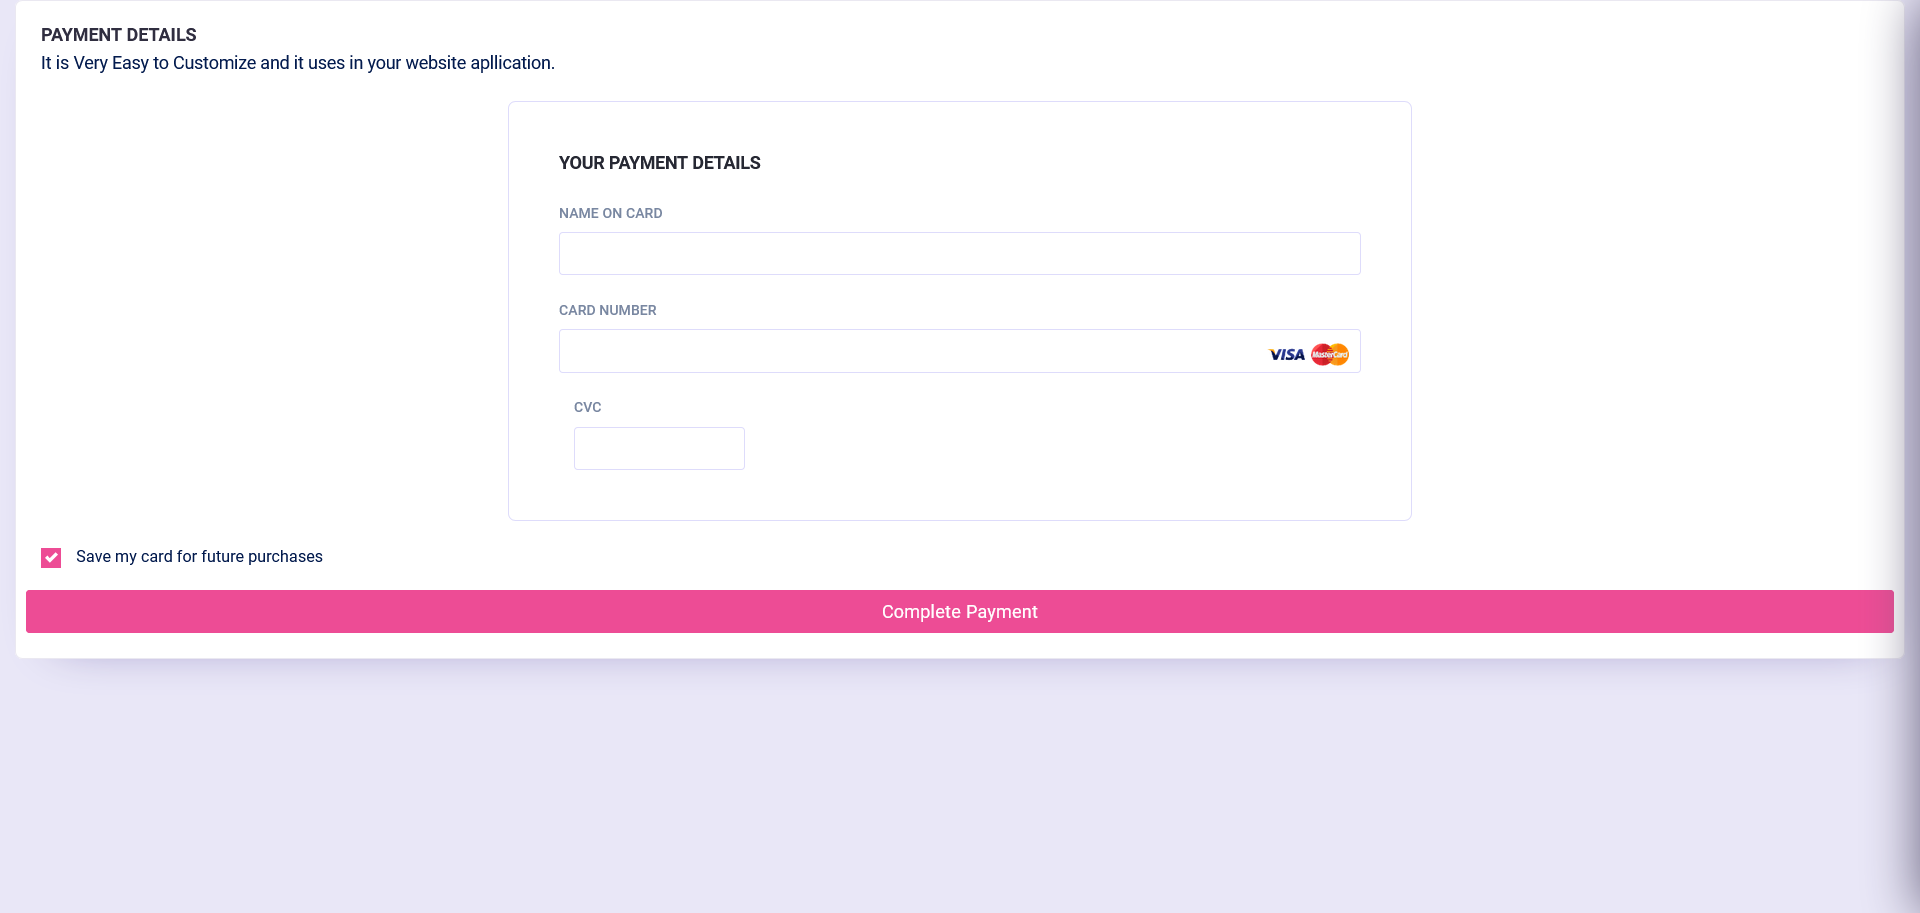 PAYMENT DETAILS
It is Very Easy to Customize and it uses in your website apllication.
YOUR PAYMENT DETAILS
NAME ON CARD
CARD NUMBER
VISA MasterCard
CVC
Save my card for future purchases
Complete Payment